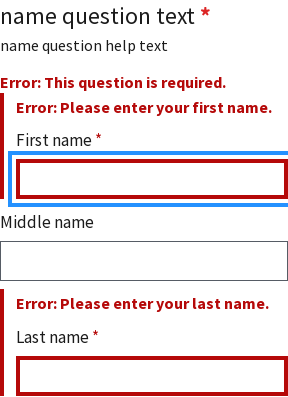 name question text *
name question help text
Error: This question is required.
Error: Please enter your first name.
First name *
Middle name
Error: Please enter your last name.
Last name *